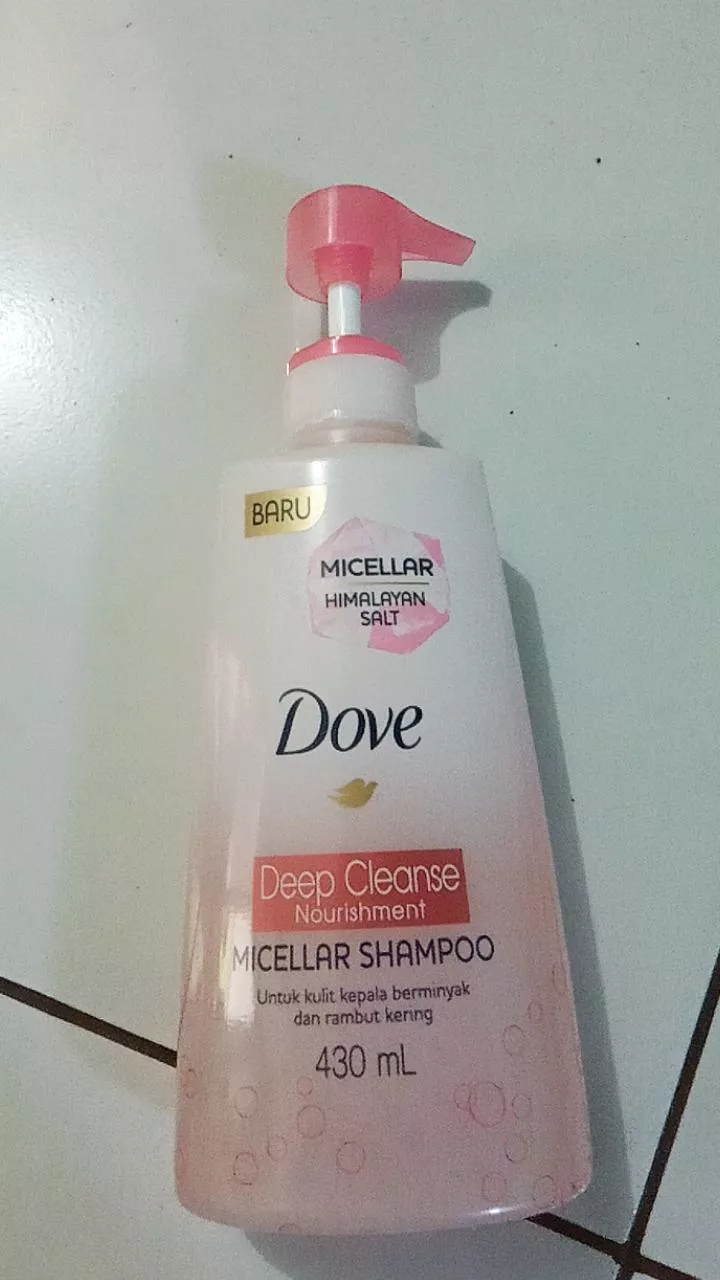 BARU
MICELLAR
HIMALAYAN
SALT
Dove
Deep Cleanse
Nourishment
MICELLAR SHAMPOO
Untuk kulit kepala berminyak
dan rambut kering
430 mL